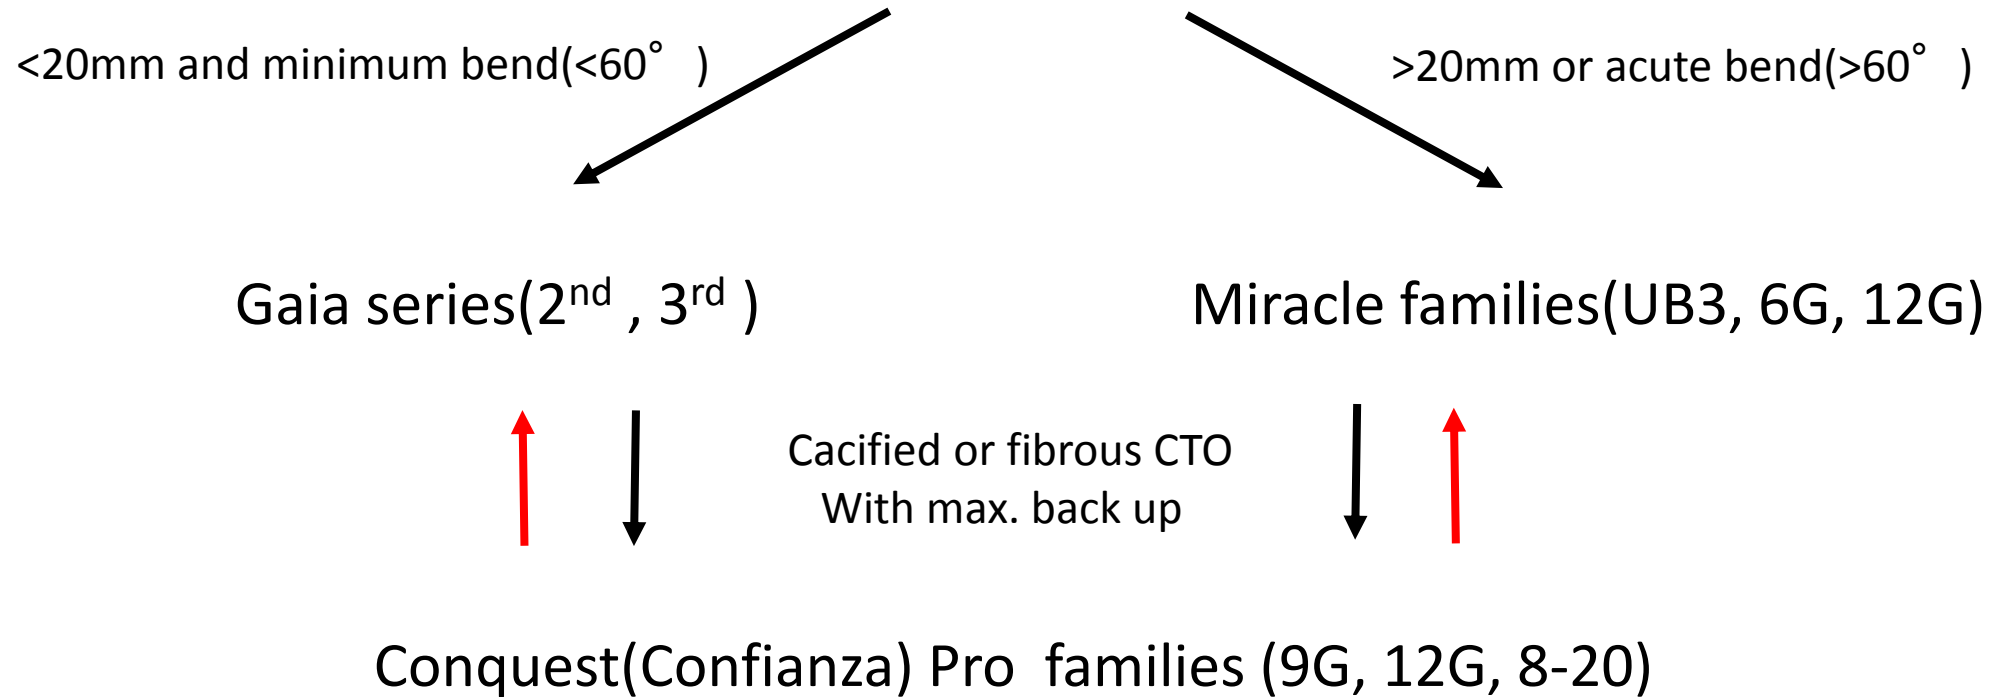 <20mm and minimum bend(<60° )
>20mm or acute bend(>60° )
Gaia series(2nd , 3rd )
Miracle families(UB3, 6G, 12G)
Cacified or fibrous CTO
With max. back up
Conquest(Confianza) Pro families (9G, 12G, 8-20)